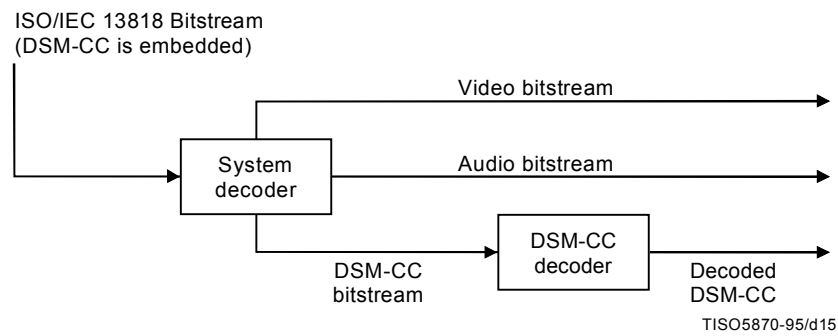 ISO/IEC 13818 Bitstream
(DSM-CC is embedded)
Video bitstream
System
decoder
Audio bitstream
DSM-CC
bitstream
DSM-CC
decoder
Decoded
DSM-CC
TISO5870-95/d15